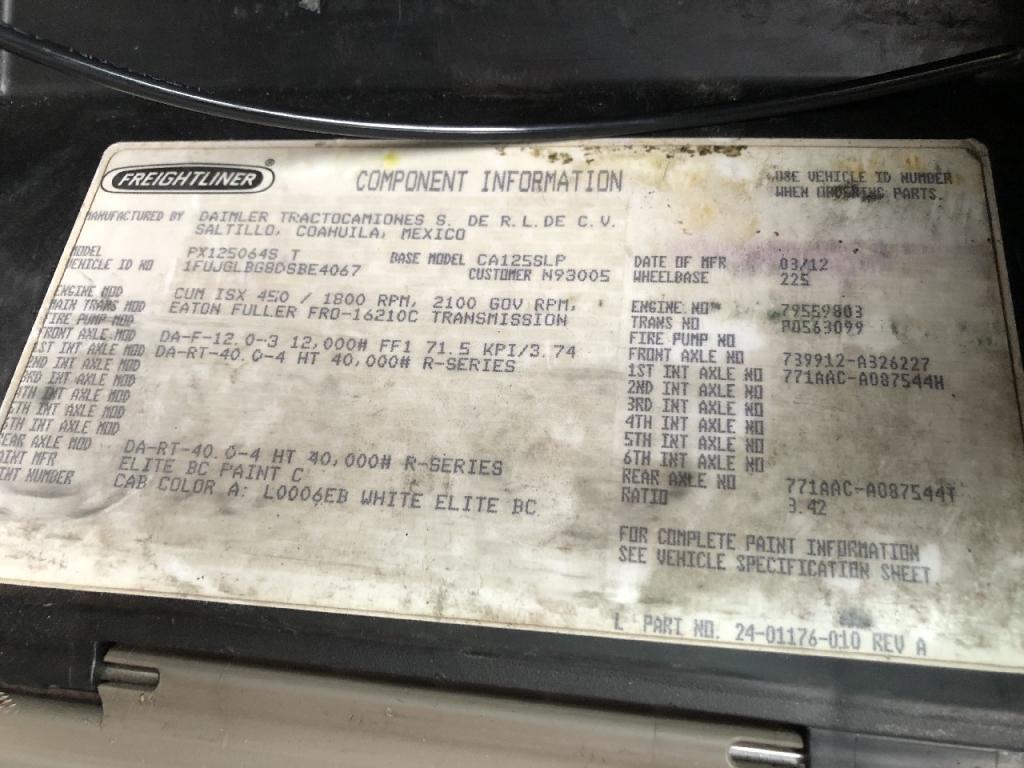 FREIGHTLINER®
COMPONENT INFORMATION
USE VEHICLE ID NUMBER
WHEN ORDERING PARTS.
MANUFACTURED BY DAIMLER TRACTOCAMIONES S. DE R.L.DE C.V.
SALTILLO, COAHUILA, MEXICO
MODEL PX125064S T BASE MODEL CA125SLP
VEHICLE ID NO 1FUJGLBG8DSBE4067 CUSTOMER N93005
ENGINE MOD CUM ISX 450 / 1800 RPM, 2100 GOV RPM,
MAIN TRANS MOD EATON FULLER FRO-16210C TRANSMISSION
FIRE PUMP MOD
FRONT AXLE MOD DA-F-12.0-3 12,000# FF1 71.5 KPI/3.74
1ST INT AXLE MOD DA-RT-40.0-4 HT 40,000# R-SERIES
2ND INT AXLE MOD
3RD INT AXLE MOD
4TH INT AXLE MOD
5TH INT AXLE MOD
6TH INT AXLE MOD
REAR AXLE MOD DA-RT-40.0-4 HT 40,000# R-SERIES
PAINT MFR ELITE BC PAINT C
PAINT NUMBER CAB COLOR A: L0006EB WHITE ELITE BC
DATE OF MFR 03/12
WHEELBASE 225
ENGINE NO 79559803
TRANS NO P0563099
FIRE PUMP NO
FRONT AXLE NO 739912-A326227
1ST INT AXLE NO 771AAC-A087544H
2ND INT AXLE NO
3RD INT AXLE NO
4TH INT AXLE NO
5TH INT AXLE NO
6TH INT AXLE NO
REAR AXLE NO 771AAC-A087544T
RATIO 3.42
FOR COMPLETE PAINT INFORMATION
SEE VEHICLE SPECIFICATION SHEET
L PART NO. 24-01176-010 REV A